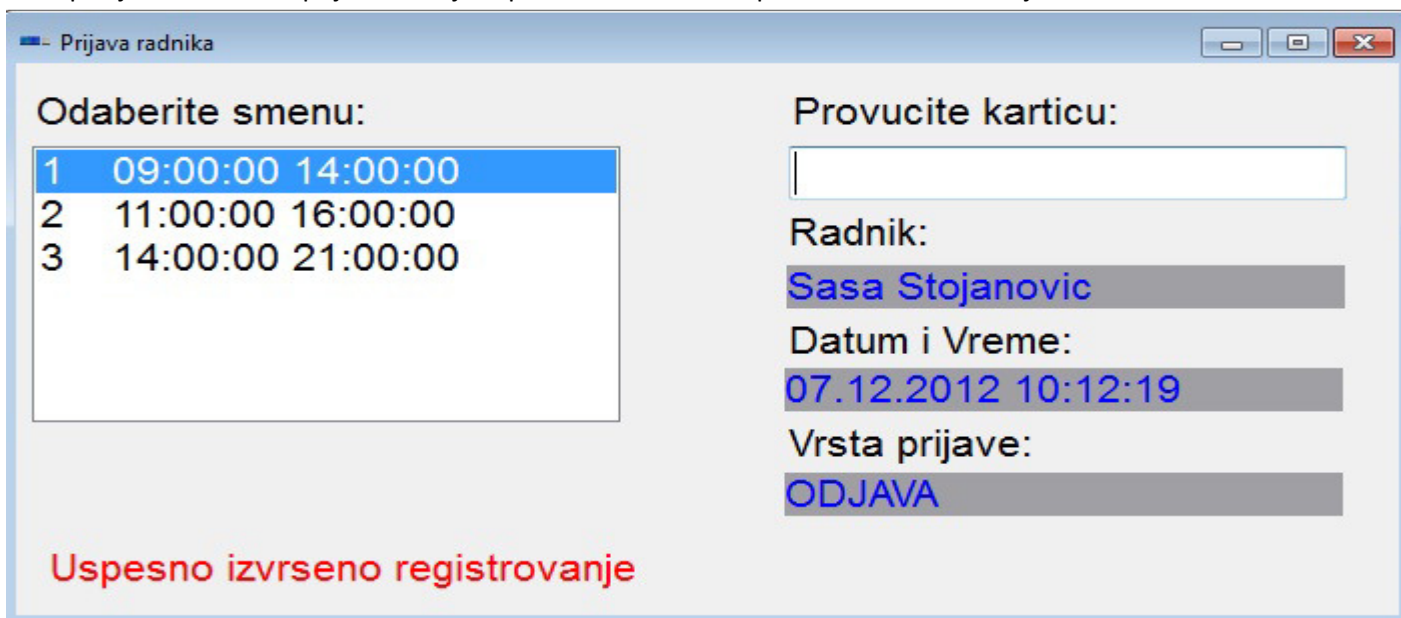 Prijava radnika
Odaberite smenu:
1 09:00:00 14:00:00
2 11:00:00 16:00:00
3 14:00:00 21:00:00
Provucite karticu:
Radnik:
Sasa Stojanovic
Datum i Vreme:
07.12.2012 10:12:19
Vrsta prijave:
ODJAVA
Uspesno izvrseno registrovanje